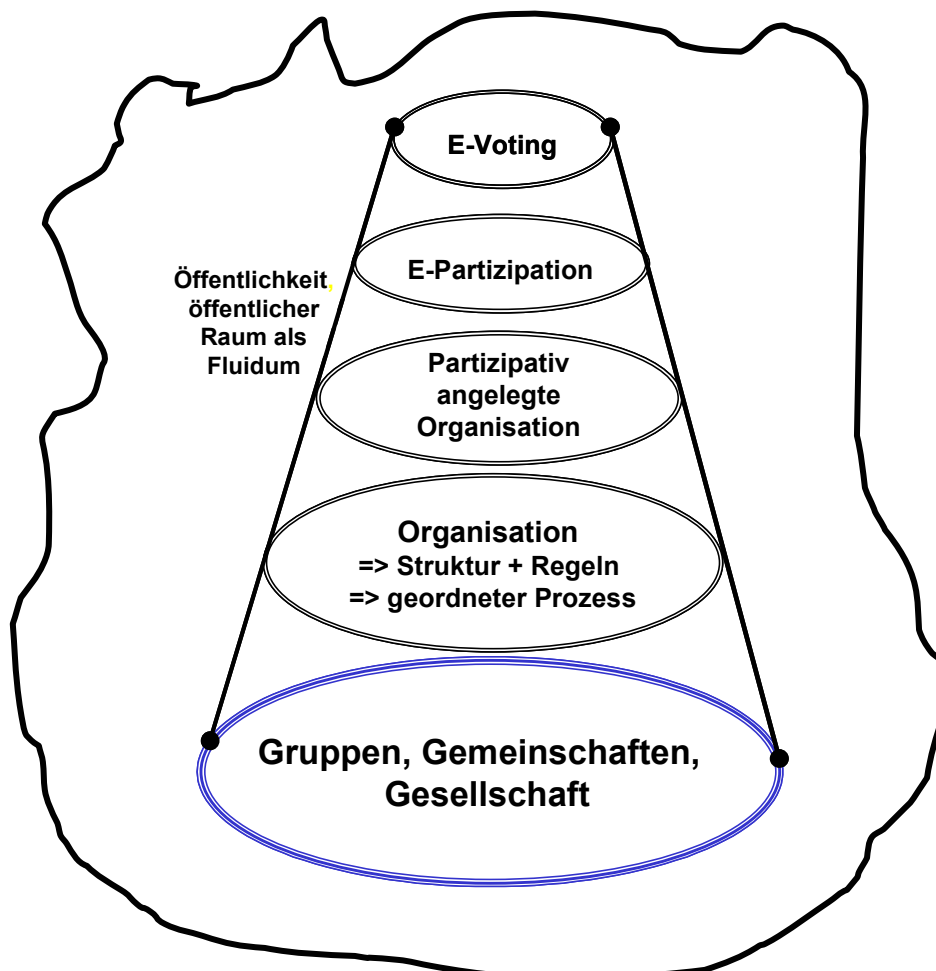 E-Voting
E-Partizipation
Öffentlichkeit,
öffentlicher
Raum als
Fluidum
Partizipativ
angelegte
Organisation
Organisation
=> Struktur + Regeln
=> geordneter Prozess
Gruppen, Gemeinschaften,
Gesellschaft